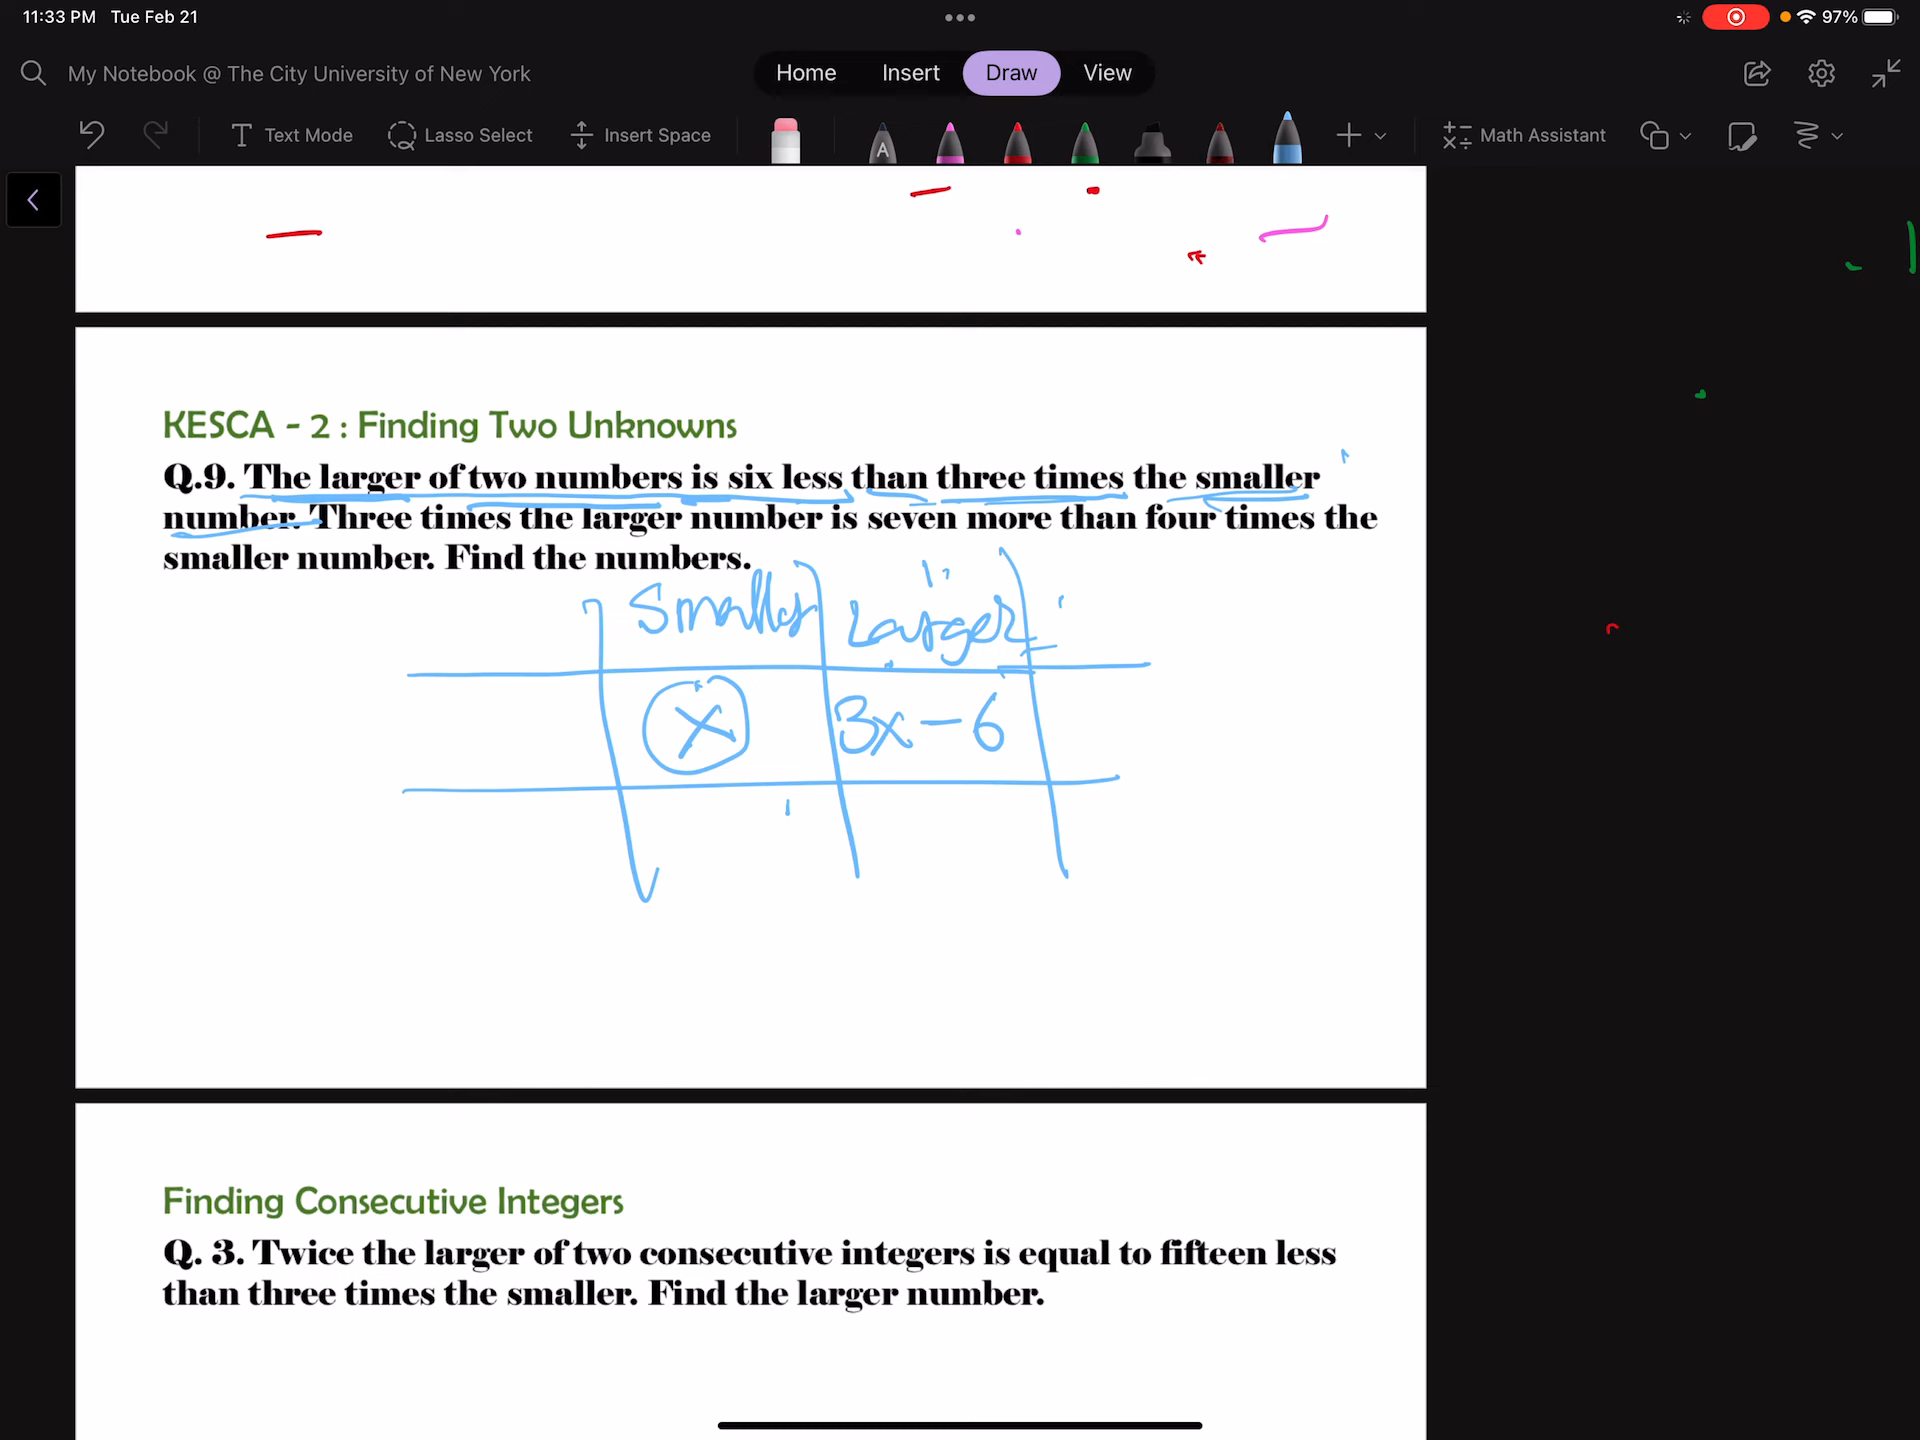 11:33 PM Tue Feb 21
97%
My Notebook @ The City University of New York
Home Insert Draw View
Text Mode Lasso Select Insert Space A Math Assistant
KESCA - 2 : Finding Two Unknowns
Q.9. The larger of two numbers is six less than three times the smaller
number. Three times the larger number is seven more than four times the
smaller number. Find the numbers.
Smaller Larger
x 3x - 6
Finding Consecutive Integers
Q. 3. Twice the larger of two consecutive integers is equal to fifteen less
than three times the smaller. Find the larger number.